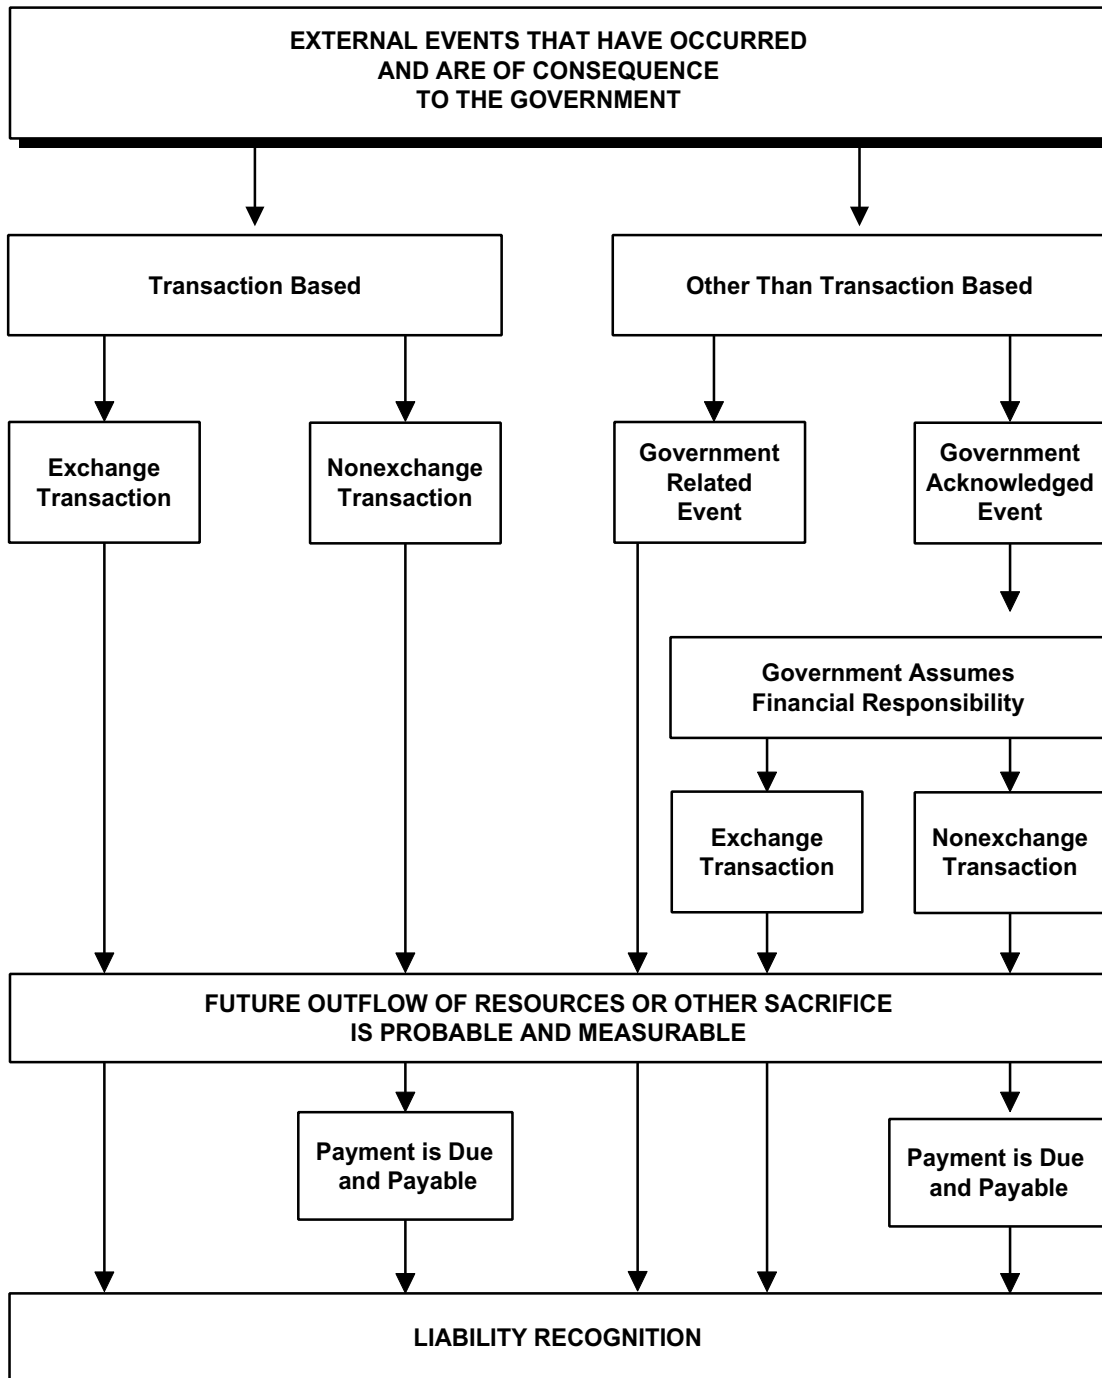 EXTERNAL EVENTS THAT HAVE OCCURRED
AND ARE OF CONSEQUENCE
TO THE GOVERNMENT
Transaction Based
Other Than Transaction Based
Exchange
Transaction
Nonexchange
Transaction
Government
Related
Event
Government
Acknowledged
Event
Government Assumes
Financial Responsibility
Exchange
Transaction
Nonexchange
Transaction
FUTURE OUTFLOW OF RESOURCES OR OTHER SACRIFICE
IS PROBABLE AND MEASURABLE
Payment is Due
and Payable
Payment is Due
and Payable
LIABILITY RECOGNITION